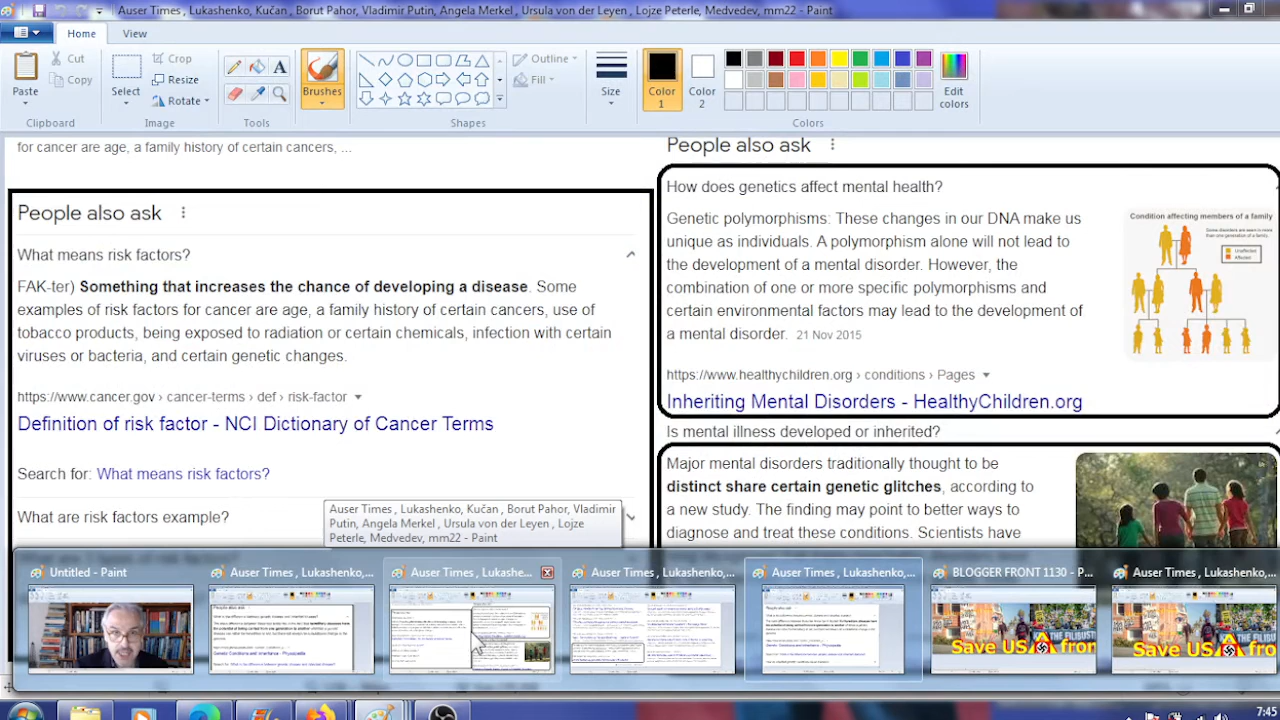 Auser Times , Lukashenko, Kučan , Borut Pahor, Vladimir Putin, Angela Merkel , Ursula von der Leyen , Lojze Peterle, Medvedev, mm22 - Paint
Home View
Paste
Cut
Copy
Clipboard
Select
Crop
Resize
Rotate
Image
Tools
Brushes
Outline
Fill
Shapes
Size
Color
1
Color
2
Edit
colors
Colors
for cancer are age, a family history of certain cancers, ...
People also ask
What means risk factors?
FAK-ter) Something that increases the chance of developing a disease. Some
examples of risk factors for cancer are age, a family history of certain cancers, use of
tobacco products, being exposed to radiation or certain chemicals, infection with certain
viruses or bacteria, and certain genetic changes.
https://www.cancer.gov › cancer-terms › def › risk-factor
Definition of risk factor - NCI Dictionary of Cancer Terms
Search for: What means risk factors?
What are risk factors example?
People also ask
How does genetics affect mental health?
Genetic polymorphisms: These changes in our DNA make us
unique as individuals. A polymorphism alone will not lead to
the development of a mental disorder. However, the
combination of one or more specific polymorphisms and
certain environmental factors may lead to the development of
a mental disorder. 21 Nov 2015
Condition affecting members of a family
https://www.healthychildren.org › conditions › Pages
Inheriting Mental Disorders - HealthyChildren.org
Is mental illness developed or inherited?
Major mental disorders traditionally thought to be
distinct share certain genetic glitches, according to
a new study. The finding may point to better ways to
diagnose and treat these conditions. Scientists have
Auser Times , Lukashenko, Kučan , Borut Pahor, Vladimir
Putin, Angela Merkel , Ursula von der Leyen , Lojze
Peterle, Medvedev, mm22 - Paint
Untitled - Paint
Auser Times , Lukashenko,...
Auser Times , Lukashe...
Auser Times , Lukashenko,...
Auser Times , Lukashenko,...
BLOGGER FRONT 1130 - P...
Auser Times , Lukashenko,
Save USA fro
7:45